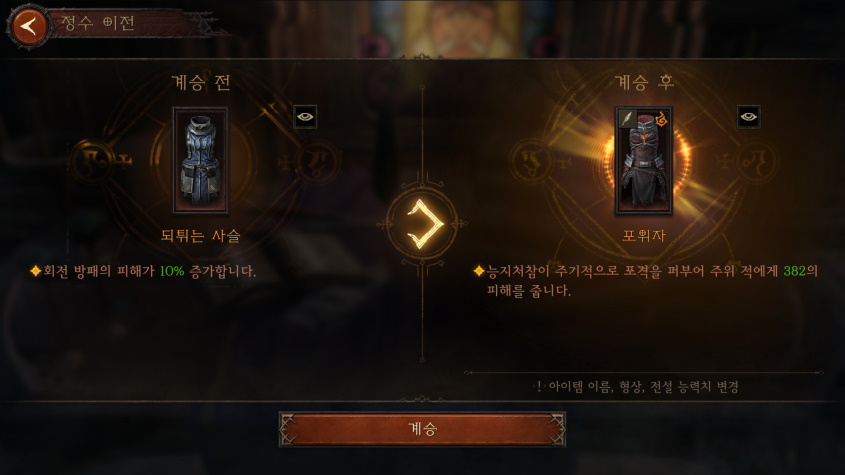 정수 이전
계승 전
계승 후
되튀는 사슬
포위자
회전 방패의 피해가 10% 증가합니다.
능지처참이 주기적으로 포격을 퍼부어 주위 적에게 382의
피해를 줍니다.
! 아이템 이름, 형상, 전설 능력치 변경
계승